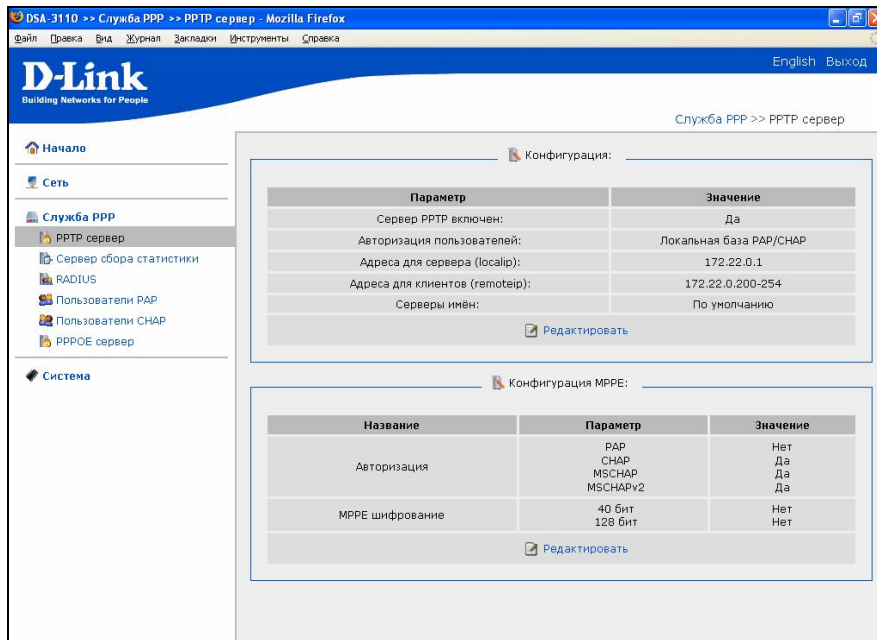 DSA-3110 >> Служба PPP >> PPTP сервер - Mozilla Firefox
Файл Правка Вид Журнал Закладки Инструменты Справка
English Выход
D-Link
Building Networks for People
Служба PPP >> PPTP сервер
Начало
Сеть
Служба PPP
PPTP сервер
Сервер сбора статистики
RADIUS
Пользователи PAP
Пользователи CHAP
PPPOE сервер
Система
Конфигурация:
Параметр Значение
Сервер PPTP включен: Да
Авторизация пользователей: Локальная база PAP/CHAP
Адреса для сервера (localip): 172.22.0.1
Адреса для клиентов (remoteip): 172.22.0.200-254
Серверы имён: По умолчанию
Редактировать
Конфигурация MPPE:
Название Параметр Значение
Авторизация
PAP Нет
CHAP Да
MSCHAP Да
MSCHAPv2 Да
MPPE шифрование
40 бит Нет
128 бит Нет
Редактировать